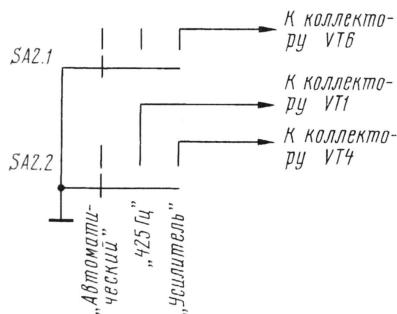 К коллекто-
ру VT6
SA2.1
К коллекто-
ру VT1
К коллекто-
ру VT4
SA2.2
„Автомати-
ческий”
„425 Гц”
„Усилитель”